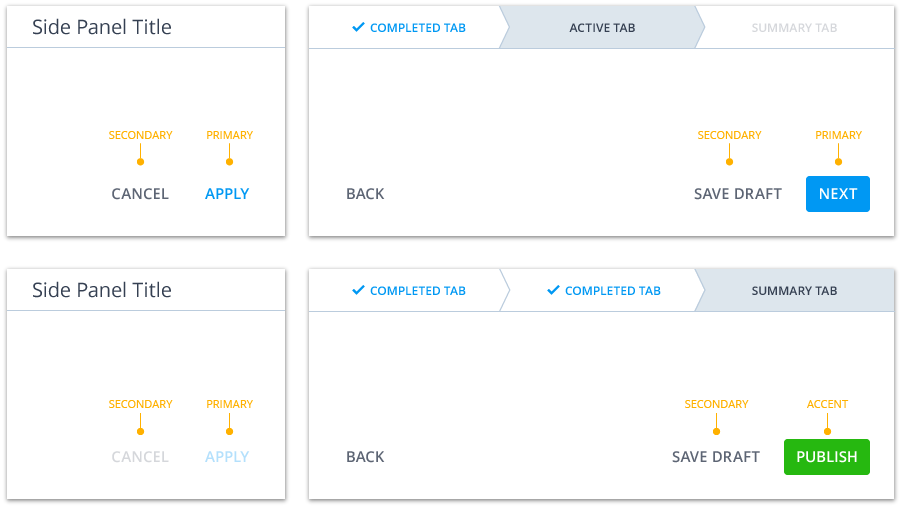 Side Panel Title
SECONDARY PRIMARY
CANCEL APPLY
COMPLETED TAB ACTIVE TAB SUMMARY TAB
SECONDARY PRIMARY
BACK SAVE DRAFT NEXT
Side Panel Title
SECONDARY PRIMARY
CANCEL APPLY
COMPLETED TAB COMPLETED TAB SUMMARY TAB
SECONDARY ACCENT
BACK SAVE DRAFT PUBLISH